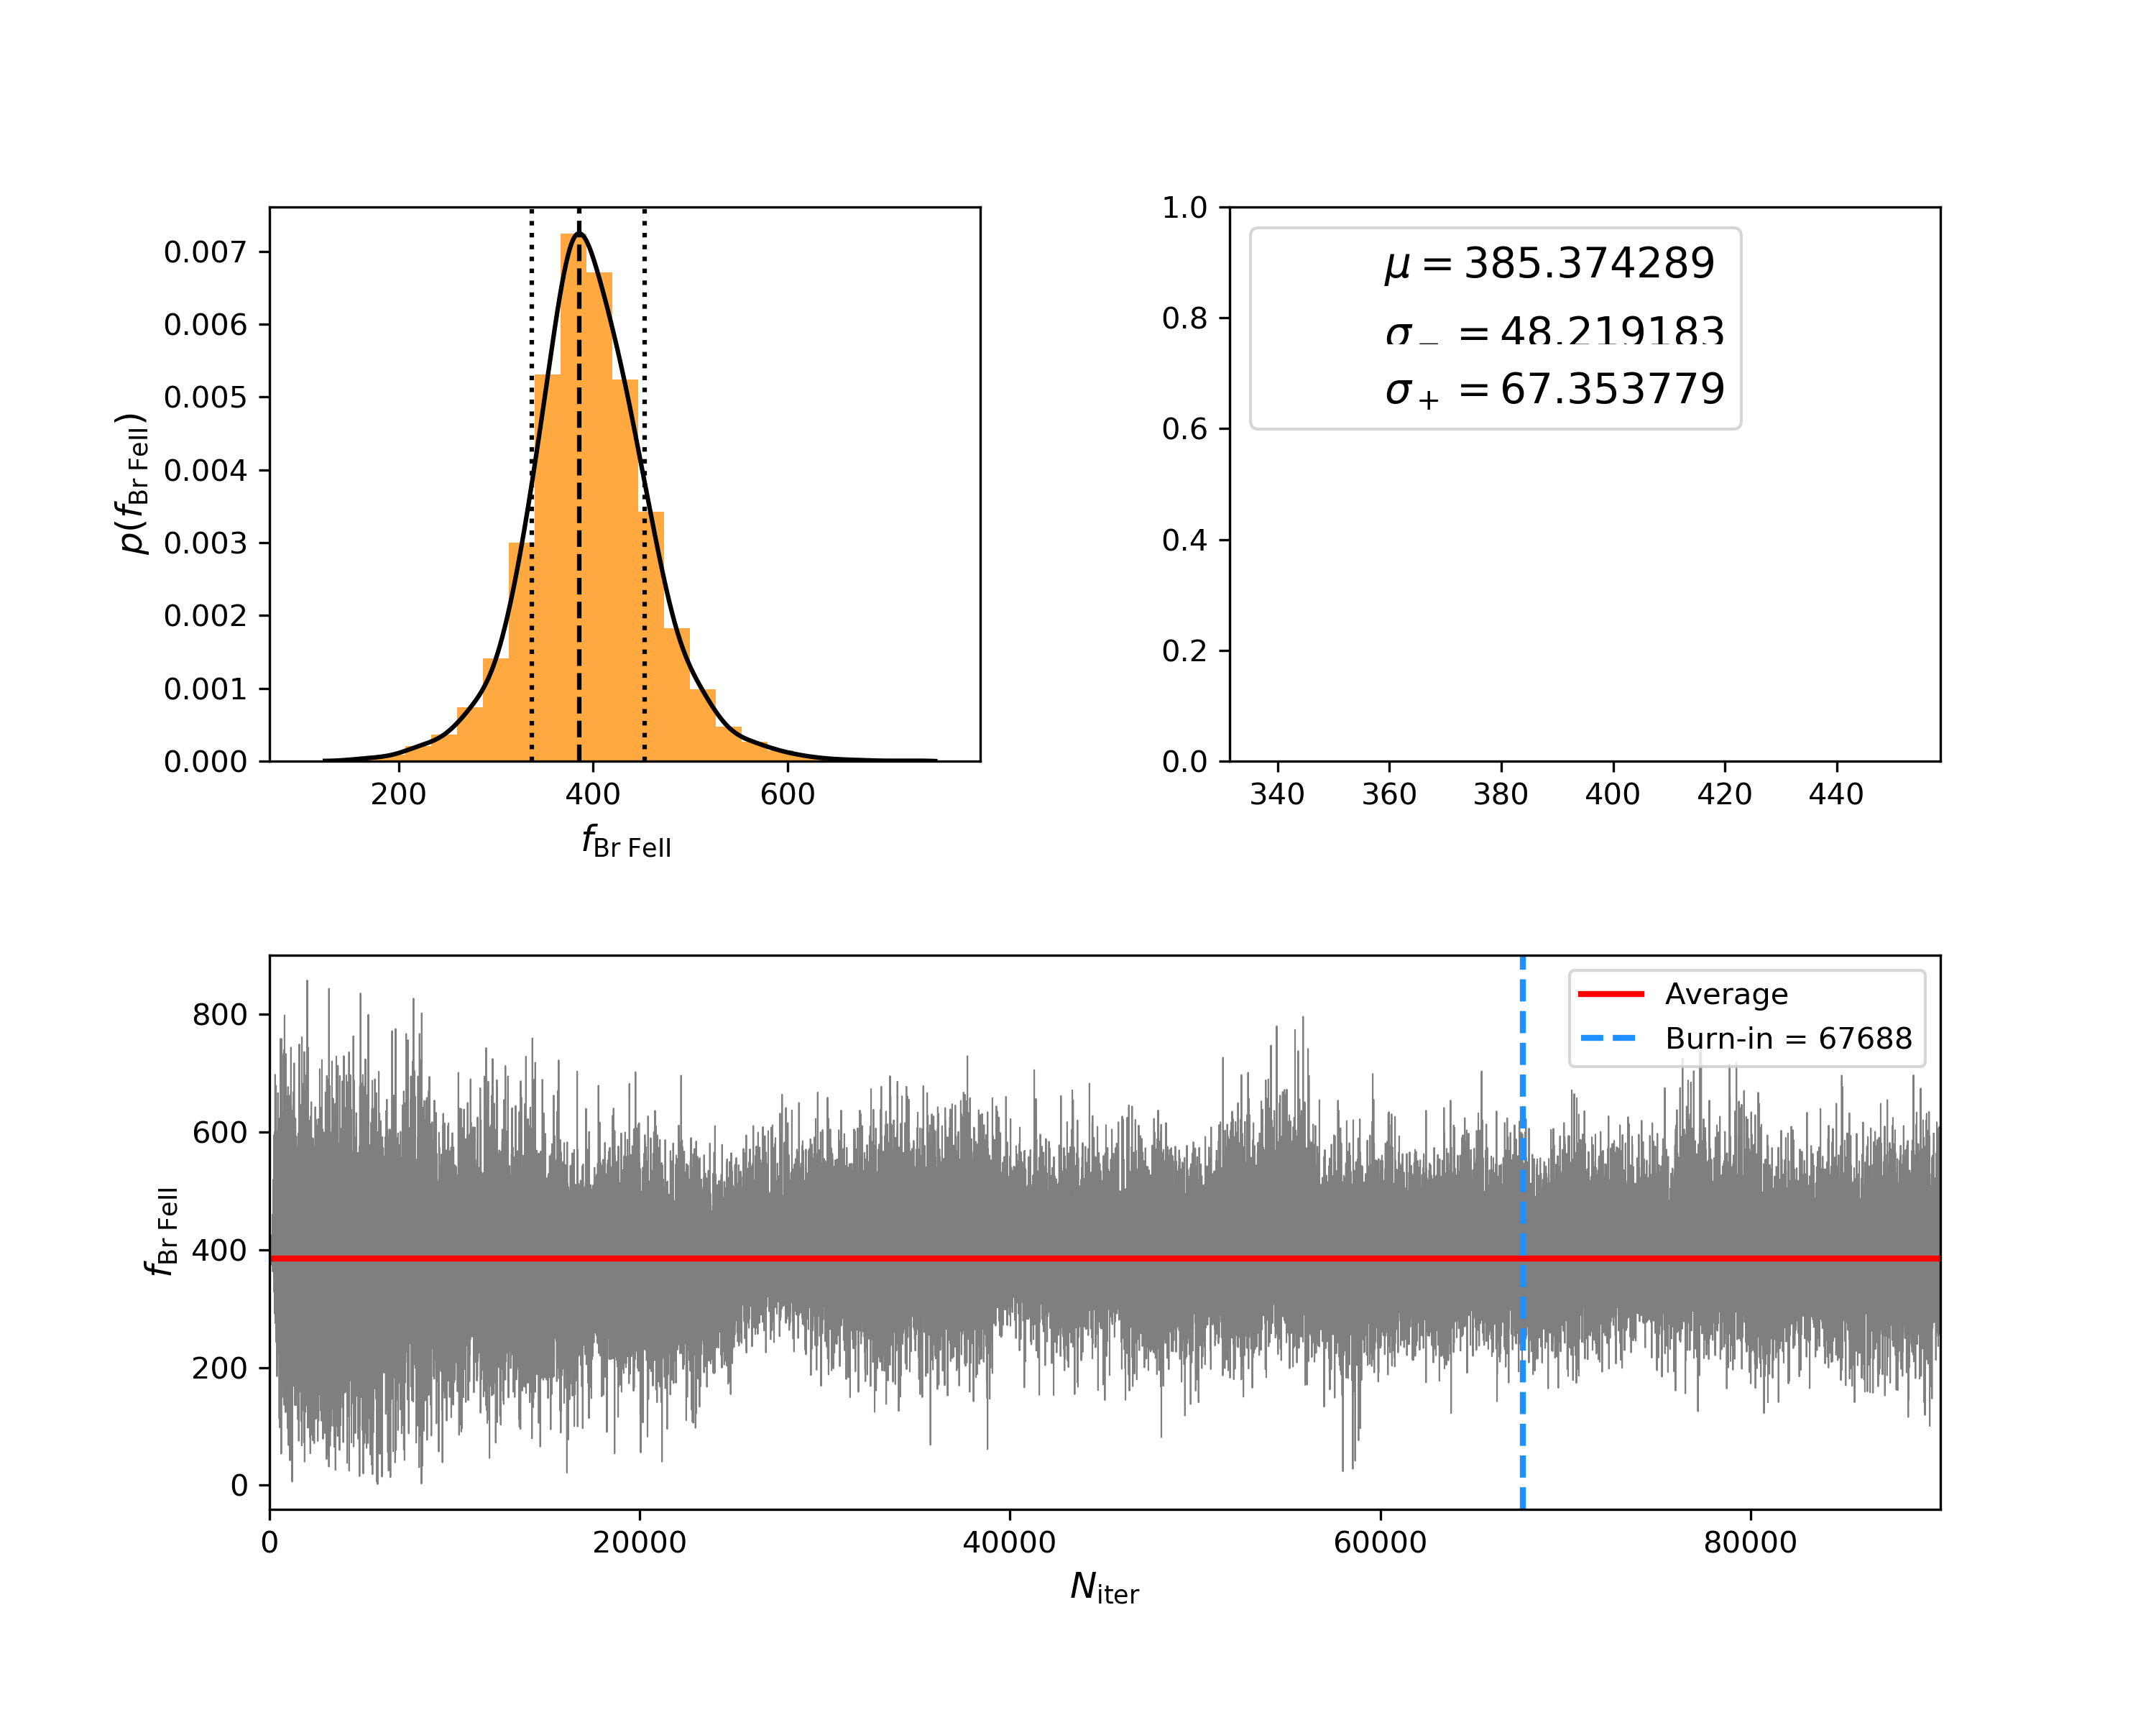 0.007
0.006
0.005
0.004
0.003
0.002
0.001
0.000
p(f_Br FeII)
200 400 600
f_Br FeII
1.0
0.8
0.6
0.4
0.2
0.0
μ = 385.374289
σ₋ = 48.219183
σ₊ = 67.353779
340 360 380 400 420 440
800
600
400
200
0
f_Br FeII
Average
Burn-in = 67688
0 20000 40000 60000 80000
N_iter